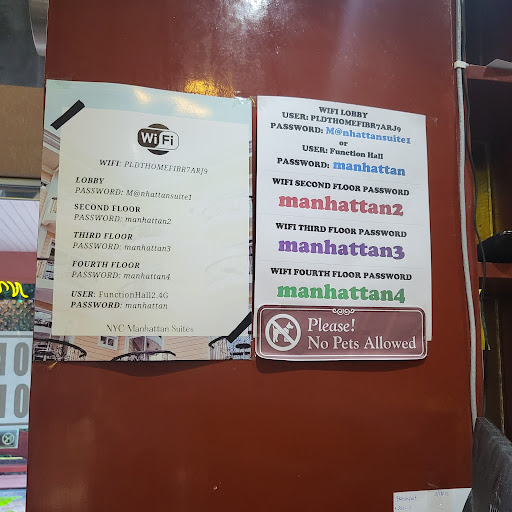 WiFi
WIFI: PLDTHOMEFIBR7ARJ9
LOBBY
PASSWORD: M@nhattansuite1
SECOND FLOOR
PASSWORD: manhattan2
THIRD FLOOR
PASSWORD: manhattan3
FOURTH FLOOR
PASSWORD: manhattan4
USER: FunctionHall2.4G
PASSWORD: manhattan
NYC Manhattan Suites
WIFI LOBBY
USER: PLDTHOMEFIBR7ARJ9
PASSWORD: M@nhattansuite1
or
USER: Function Hall
PASSWORD: manhattan
WIFI SECOND FLOOR PASSWORD
manhattan2
WIFI THIRD FLOOR PASSWORD
manhattan3
WIFI FOURTH FLOOR PASSWORD
manhattan4
Please!
No Pets Allowed